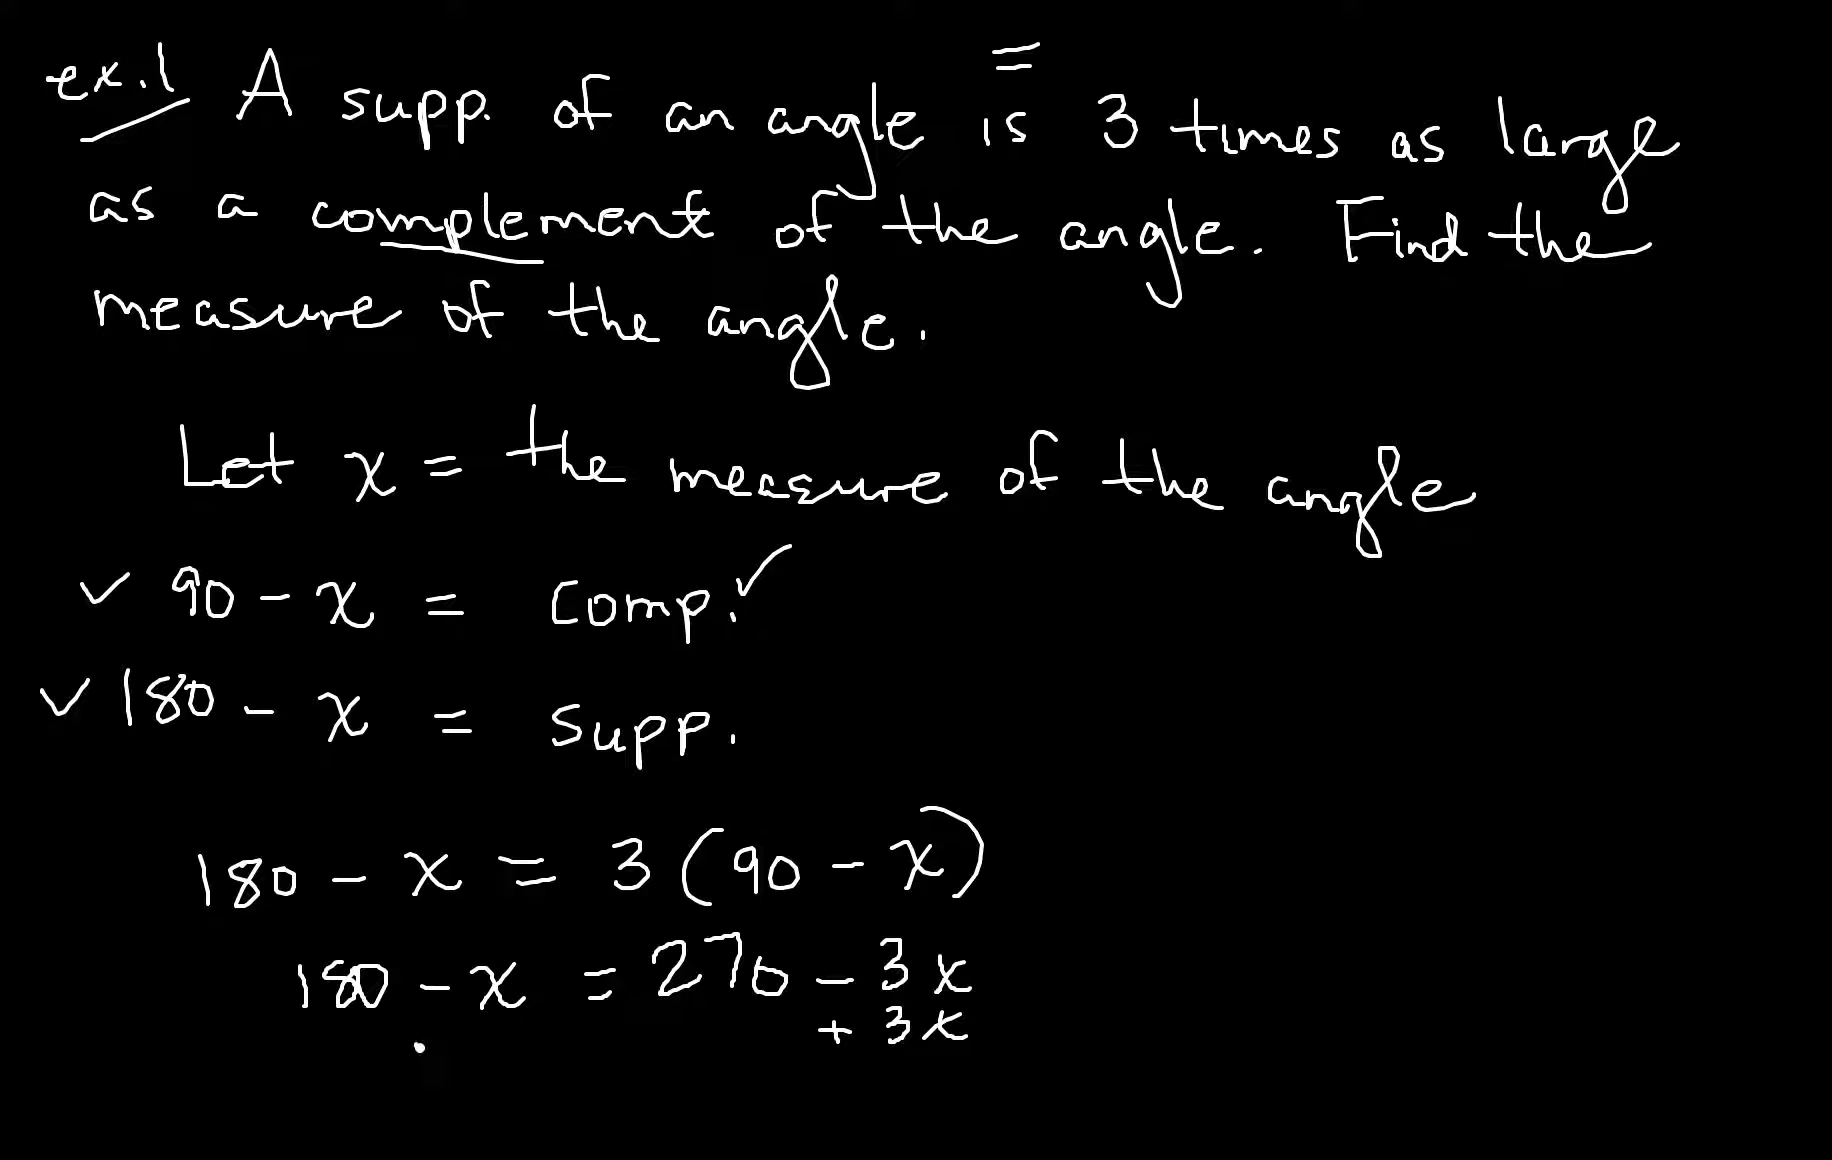 ex.1 A supp. of an angle is 3 times as large
=
as a complement of the angle. Find the
measure of the angle.
Let x = the measure of the angle
✓ 90 - x = comp. ✓
✓ 180 - x = supp.
180 - x = 3 (90 - x)
180 - x = 270 - 3x
+ 3x